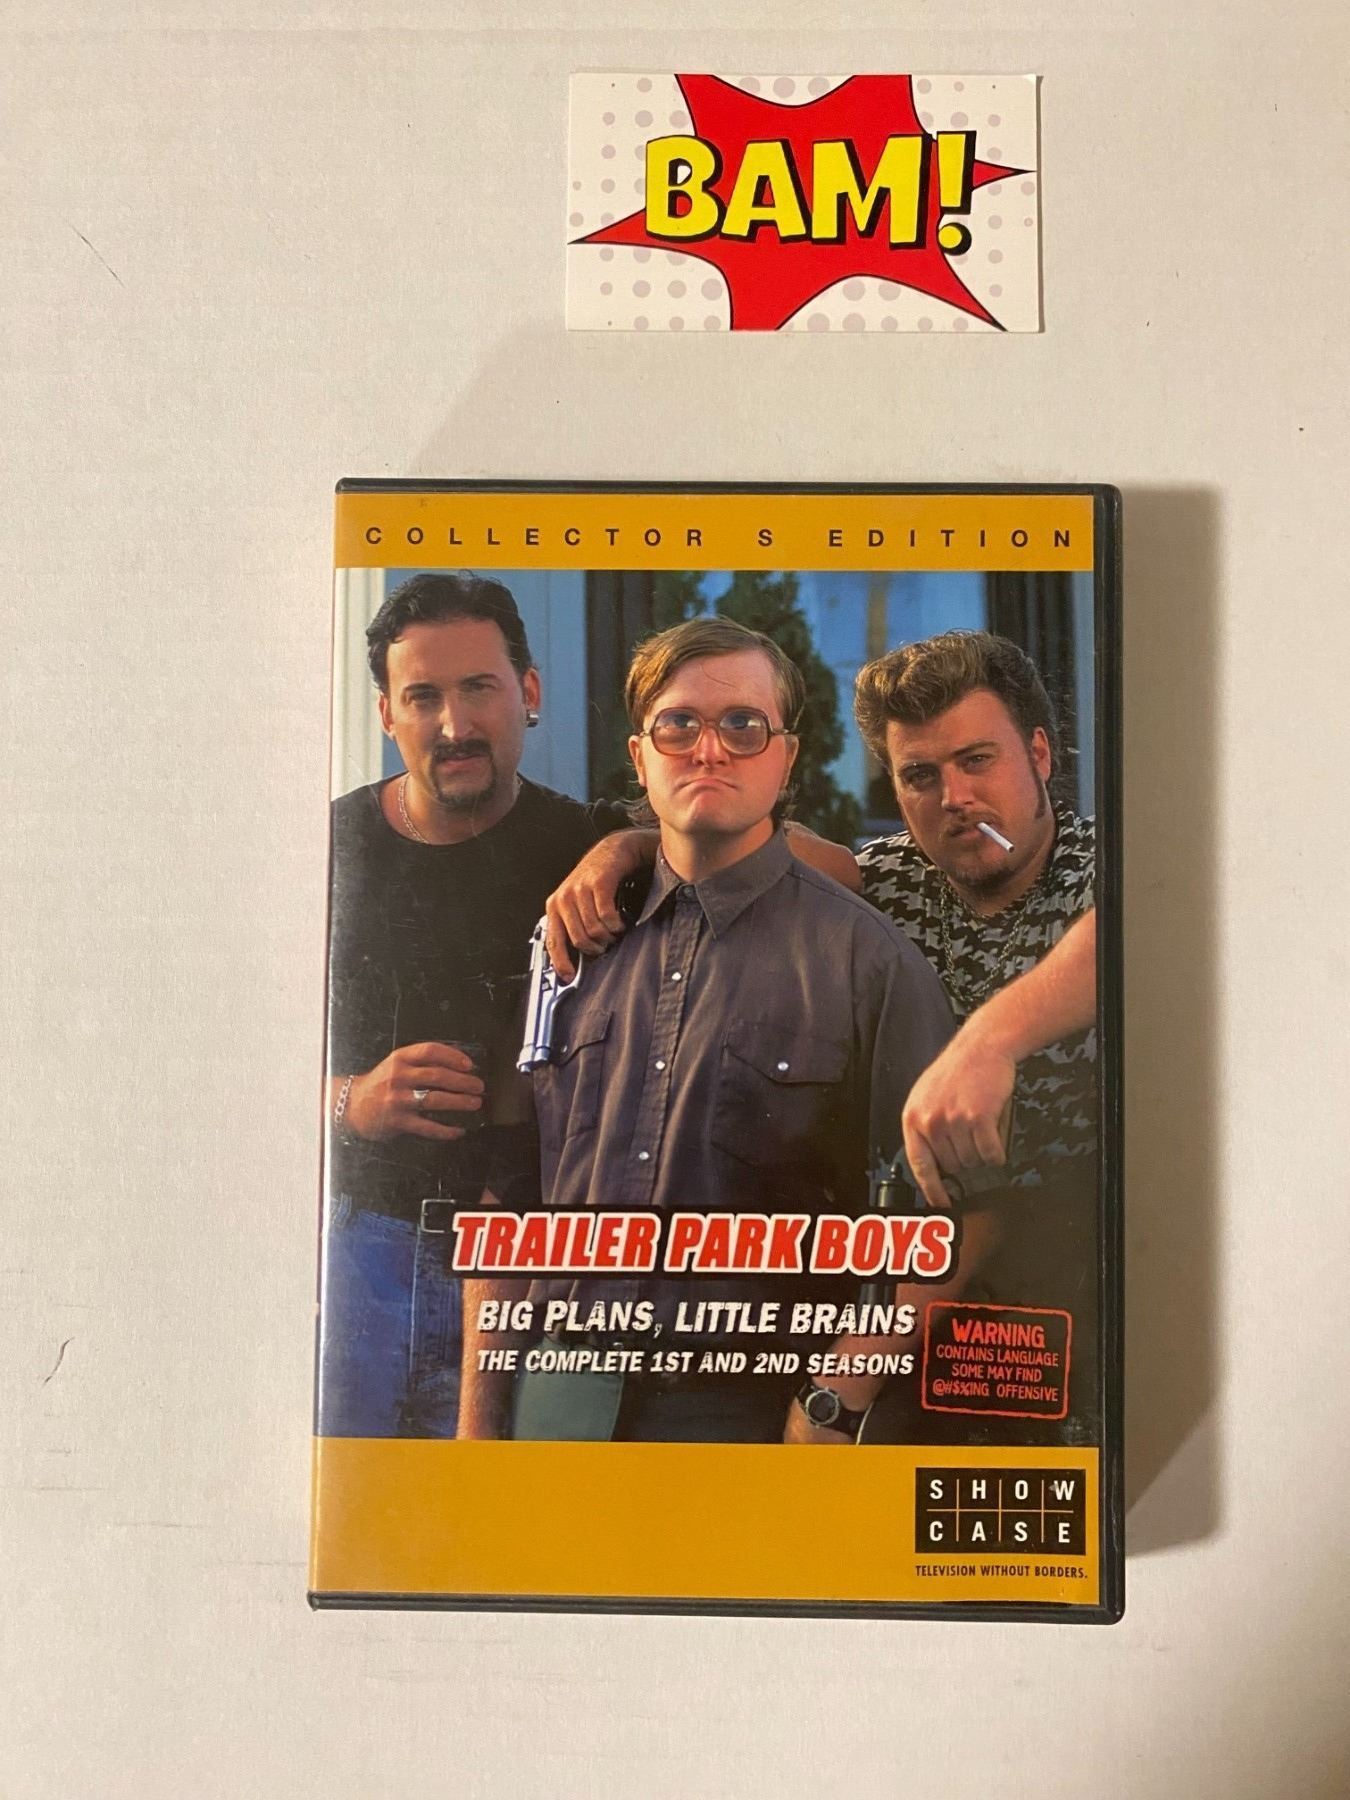 BAM!
COLLECTOR S EDITION
TRAILER PARK BOYS
BIG PLANS, LITTLE BRAINS
THE COMPLETE 1ST AND 2ND SEASONS
WARNING
CONTAINS LANGUAGE
SOME MAY FIND
@#$%ING OFFENSIVE
SHOW
CASE
TELEVISION WITHOUT BORDERS.